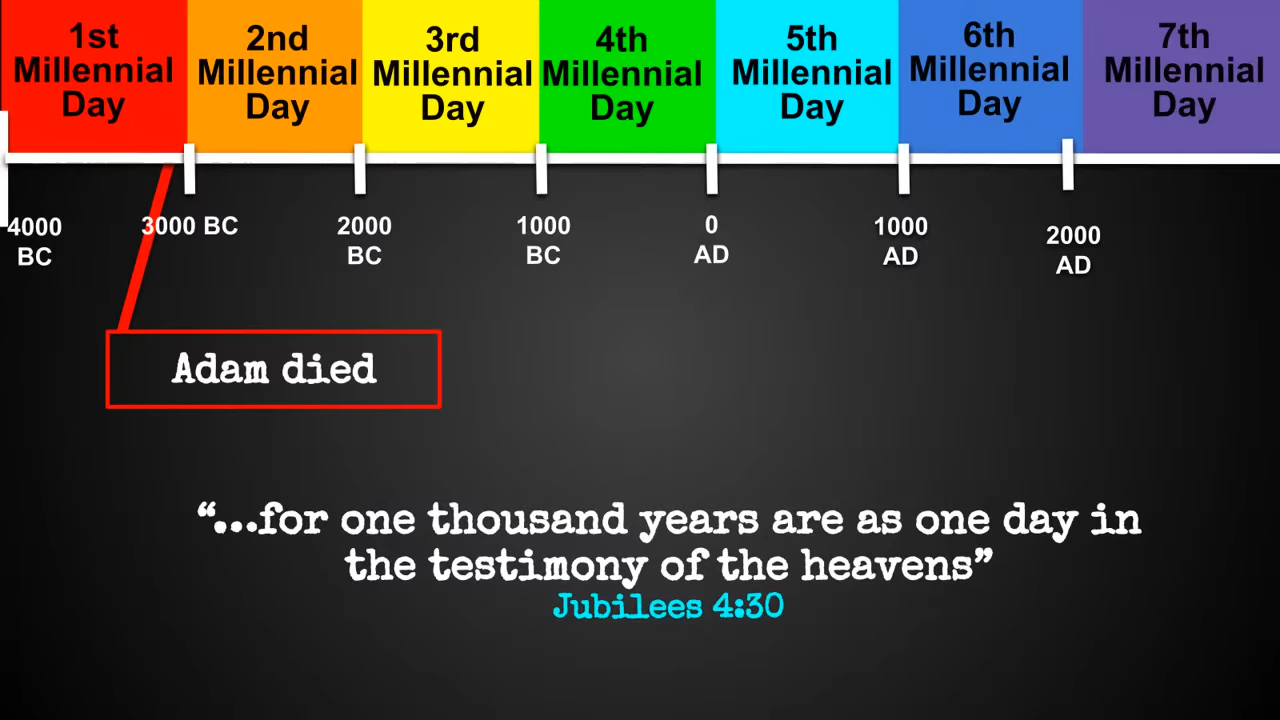 1st
Millennial
Day
2nd
Millennial
Day
3rd
Millennial
Day
4th
Millennial
Day
5th
Millennial
Day
6th
Millennial
Day
7th
Millennial
Day
4000
BC
3000 BC
2000
BC
1000
BC
0
AD
1000
AD
2000
AD
Adam died
“...for one thousand years are as one day in
the testimony of the heavens”
Jubilees 4:30